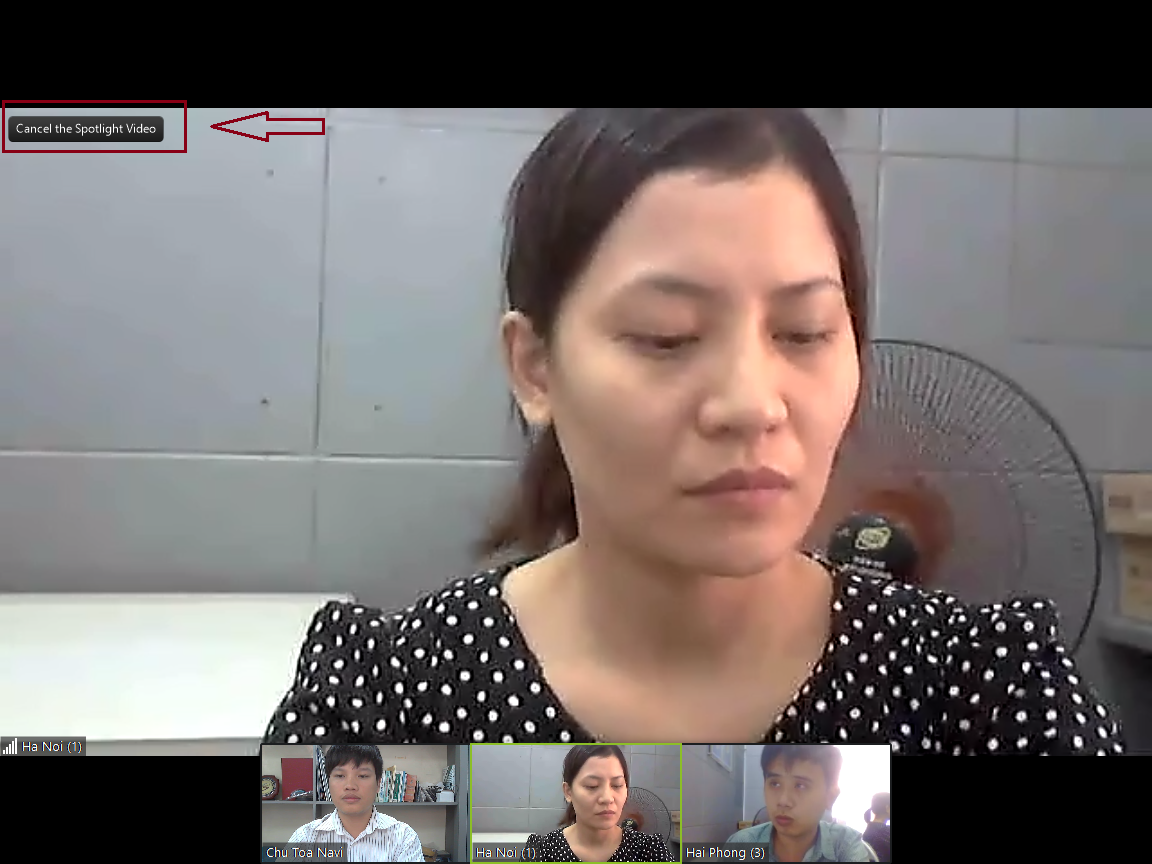 Cancel the Spotlight Video
Ha Noi (1)
Chu Toa Navi
Ha Noi (1)
Hai Phong (3)